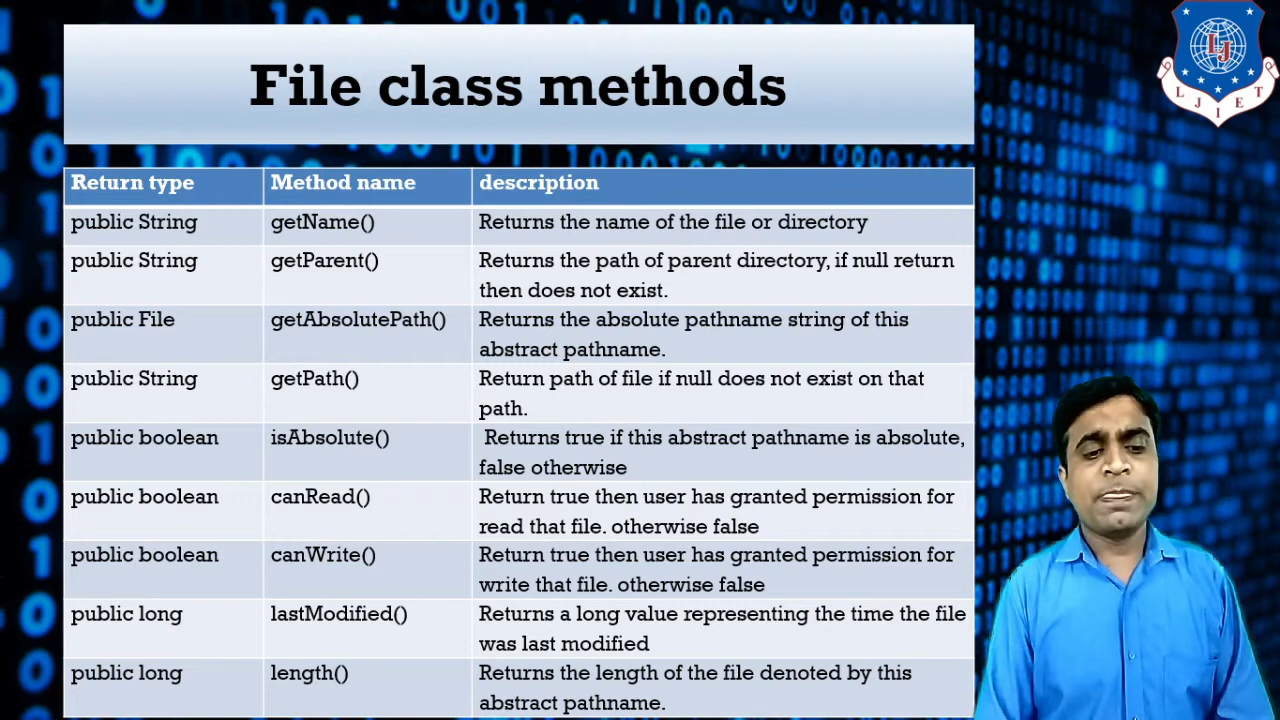 File class methods
Return type Method name description
public String getName() Returns the name of the file or directory
public String getParent() Returns the path of parent directory, if null return
then does not exist.
public File getAbsolutePath() Returns the absolute pathname string of this
abstract pathname.
public String getPath() Return path of file if null does not exist on that
path.
public boolean isAbsolute() Returns true if this abstract pathname is absolute,
false otherwise
public boolean canRead() Return true then user has granted permission for
read that file. otherwise false
public boolean canWrite() Return true then user has granted permission for
write that file. otherwise false
public long lastModified() Returns a long value representing the time the file
was last modified
public long length() Returns the length of the file denoted by this
abstract pathname.
LJ
LJIET